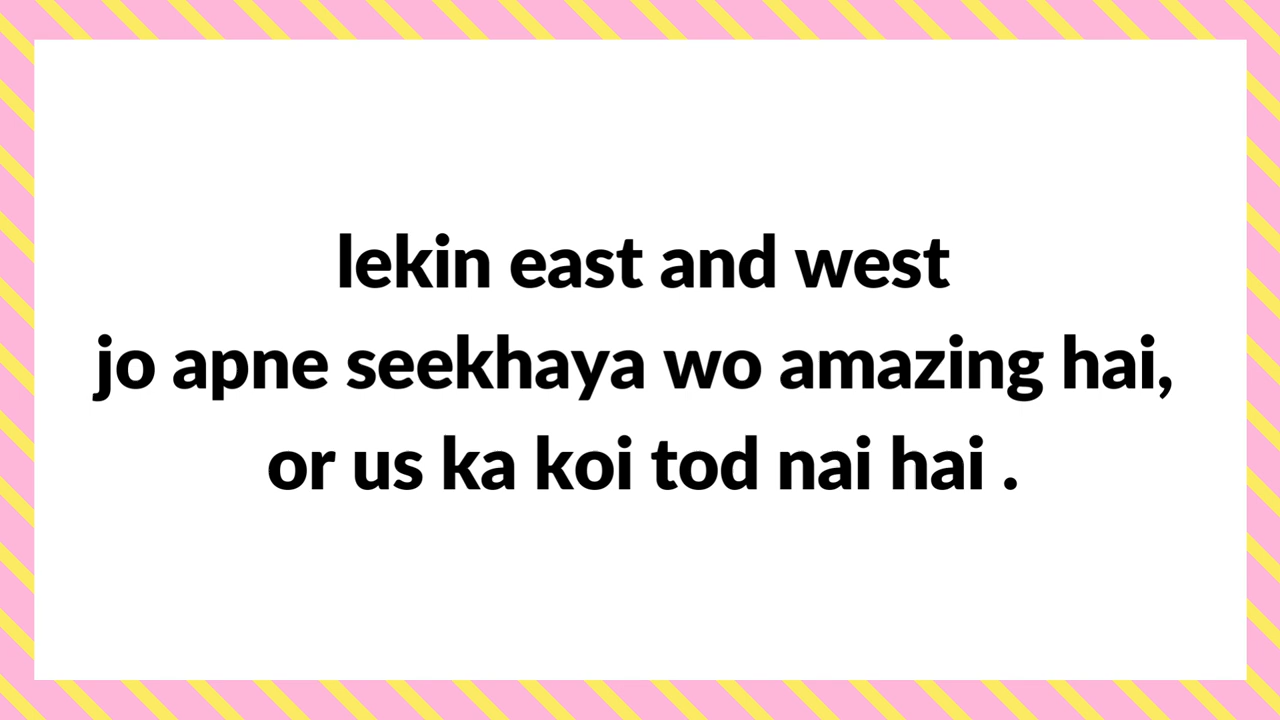 lekin east and west
jo apne seekhaya wo amazing hai,
or us ka koi tod nai hai .